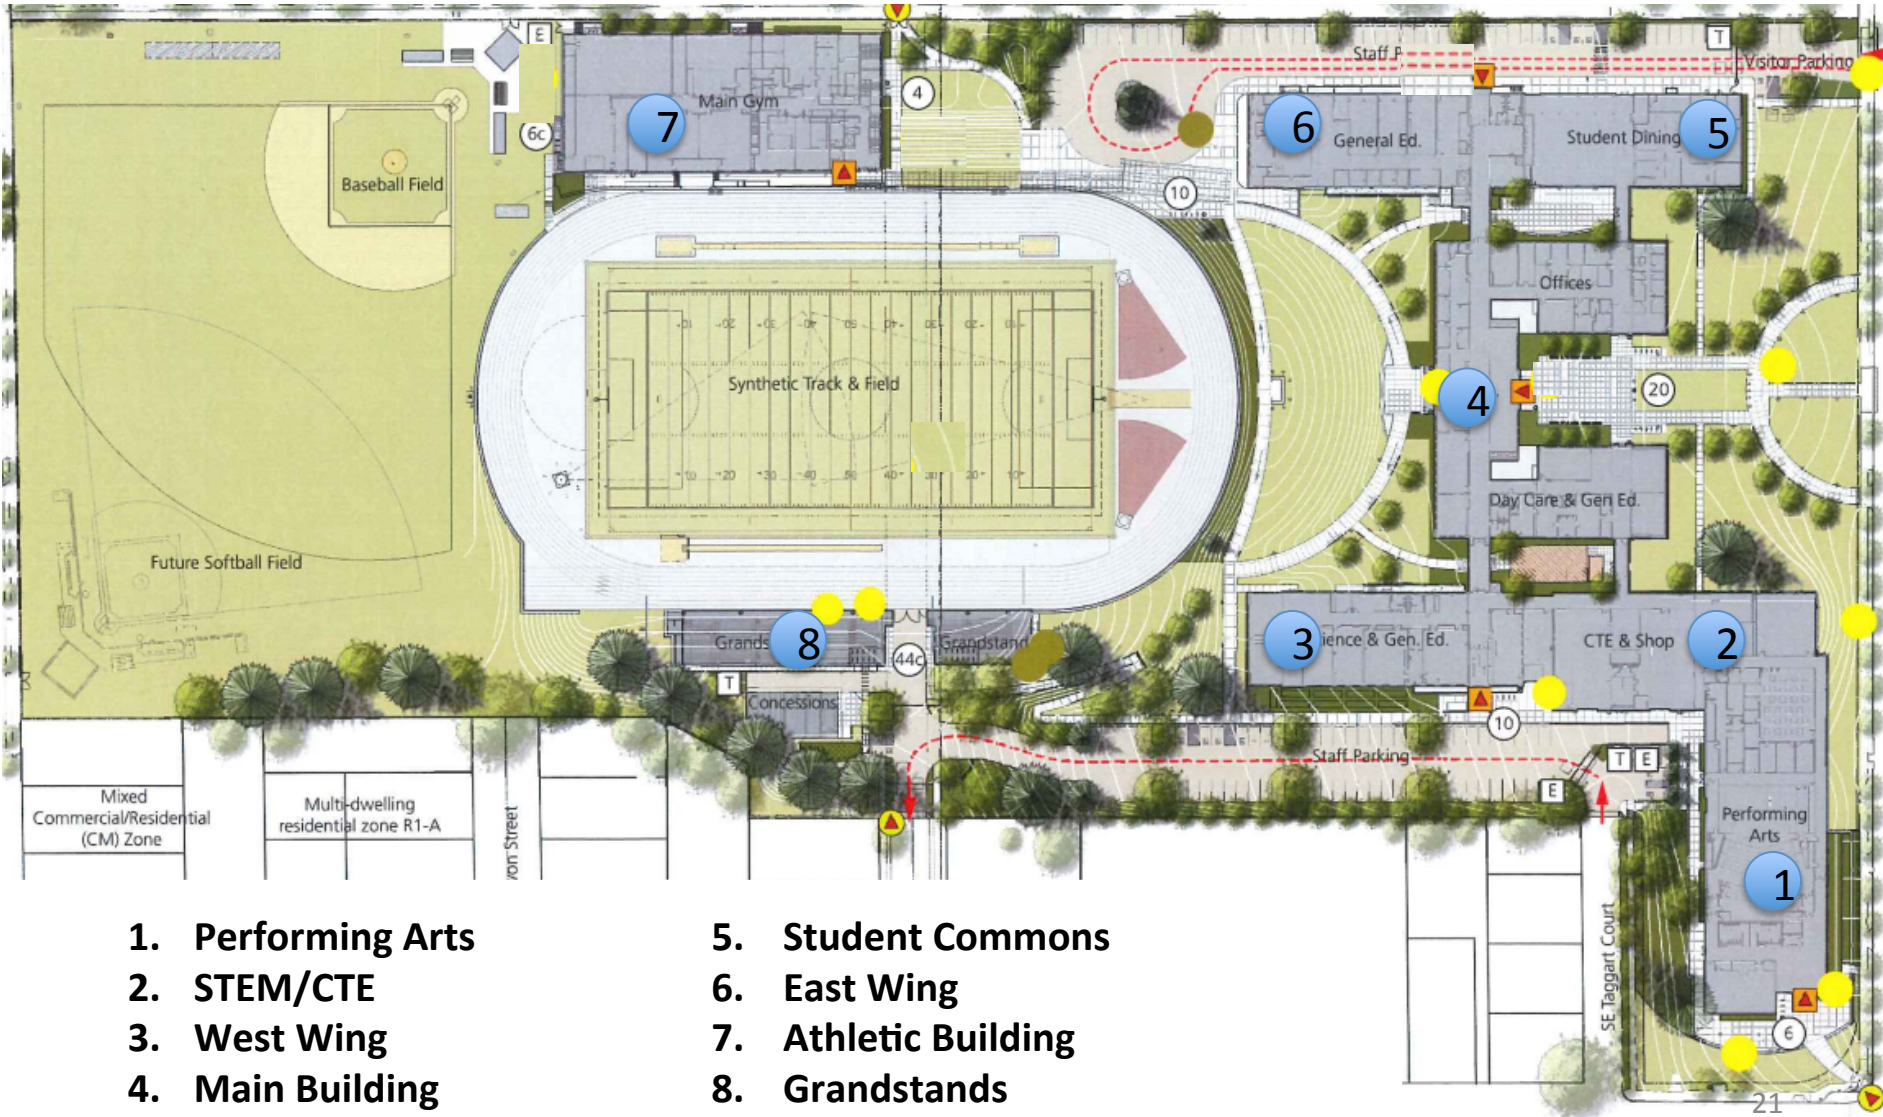 E
T
Staff P
Visitor Parking
4
Main Gym
7
6
5
6c
General Ed.
Student Dining
Baseball Field
10
Offices
Synthetic Track & Field
4
20
Day Care & Gen Ed.
Future Softball Field
Grands
8
Grandstand
3
ience & Gen. Ed.
CTE & Shop
2
44c
T
Concessions
10
Staff Parking
T E
E
Mixed
Commercial/Residential
(CM) Zone
Multi-dwelling
residential zone R1-A
von Street
Performing
Arts
1
SE Taggart Court
6
1. Performing Arts
2. STEM/CTE
3. West Wing
4. Main Building
5. Student Commons
6. East Wing
7. Athletic Building
8. Grandstands
21